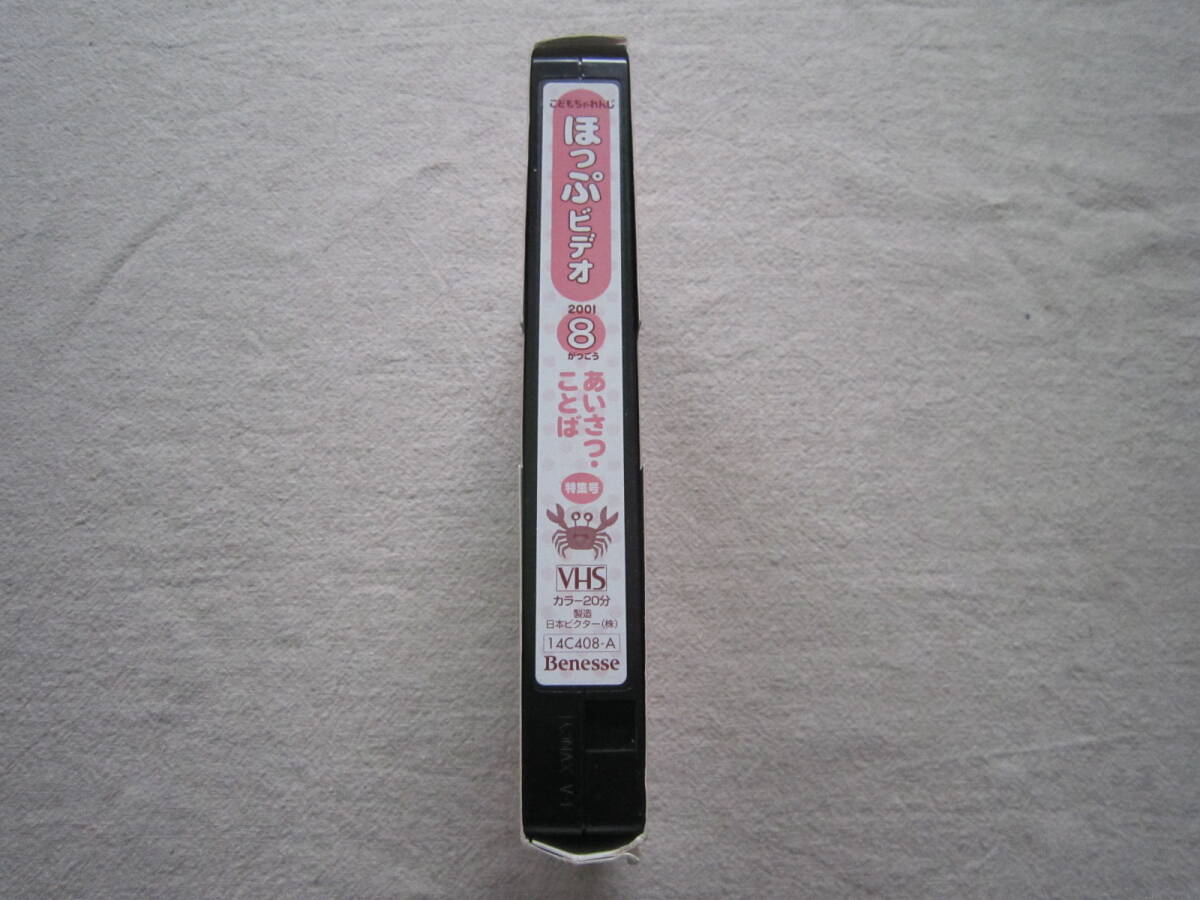 こどもちゃれんじ
ほっぷビデオ
2001
8
がつごう
あいさつ・
ことば
特集号
VHS
カラー20分
製造
日本ビクター(株)
14C408-A
Benesse